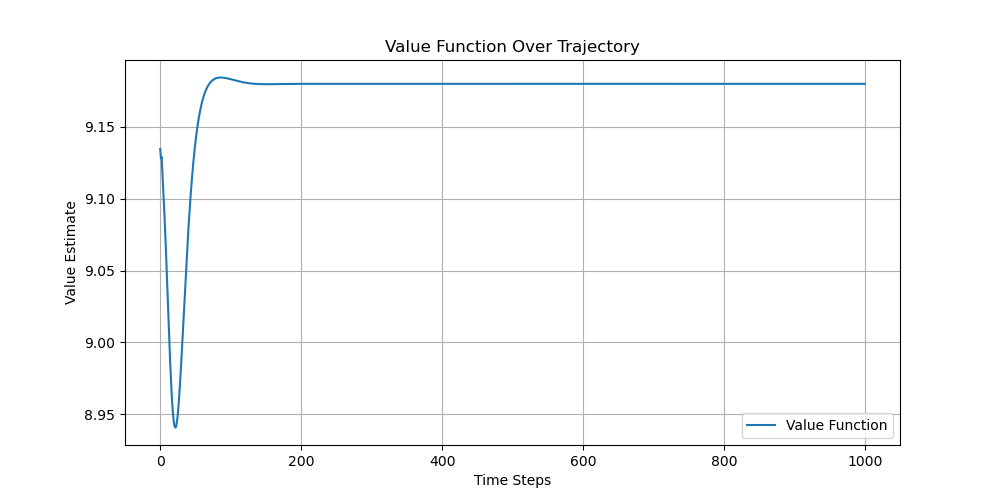 Value Function Over Trajectory
Value Estimate
9.15
9.10
9.05
9.00
8.95
0 200 400 600 800 1000
Time Steps
Value Function